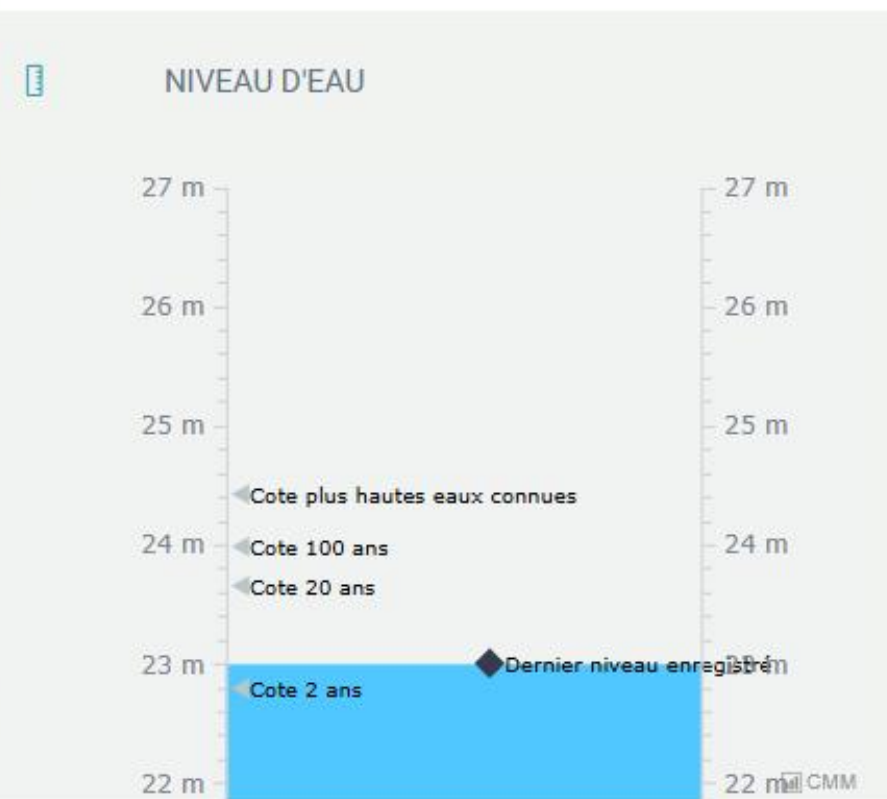 NIVEAU D'EAU
27 m 27 m
26 m 26 m
25 m 25 m
Cote plus hautes eaux connues
24 m Cote 100 ans 24 m
Cote 20 ans
23 m Dernier niveau enregistré 23 m
Cote 2 ans
22 m 22 m CMM